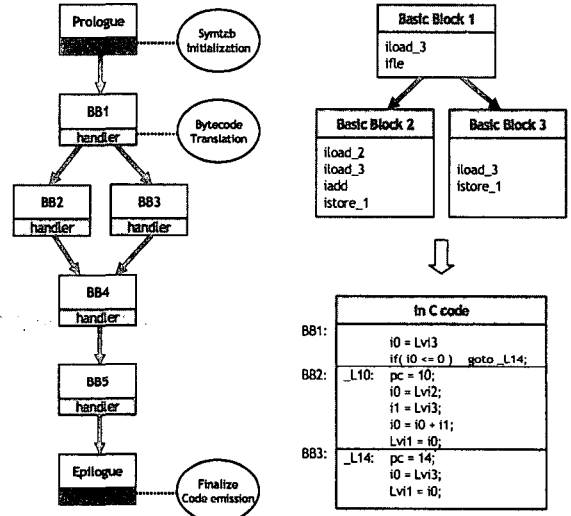 Prologue
Symtab
Initialization
BB1
handler
Bytecode
Translation
BB2
handler
BB3
handler
BB4
handler
BB5
handler
Epilogue
Finalize
Code emission
Basic Block 1
iload_3
ifle
Basic Block 2
iload_2
iload_3
iadd
istore_1
Basic Block 3
iload_3
istore_1
In C code
BB1:
i0 = Lvi3
if( i0 <= 0 ) goto _L14;
BB2: _L10: pc = 10;
i0 = Lvi2;
i1 = Lvi3;
i0 = i0 + i1;
Lvi1 = i0;
BB3: _L14: pc = 14;
i0 = Lvi3;
Lvi1 = i0;